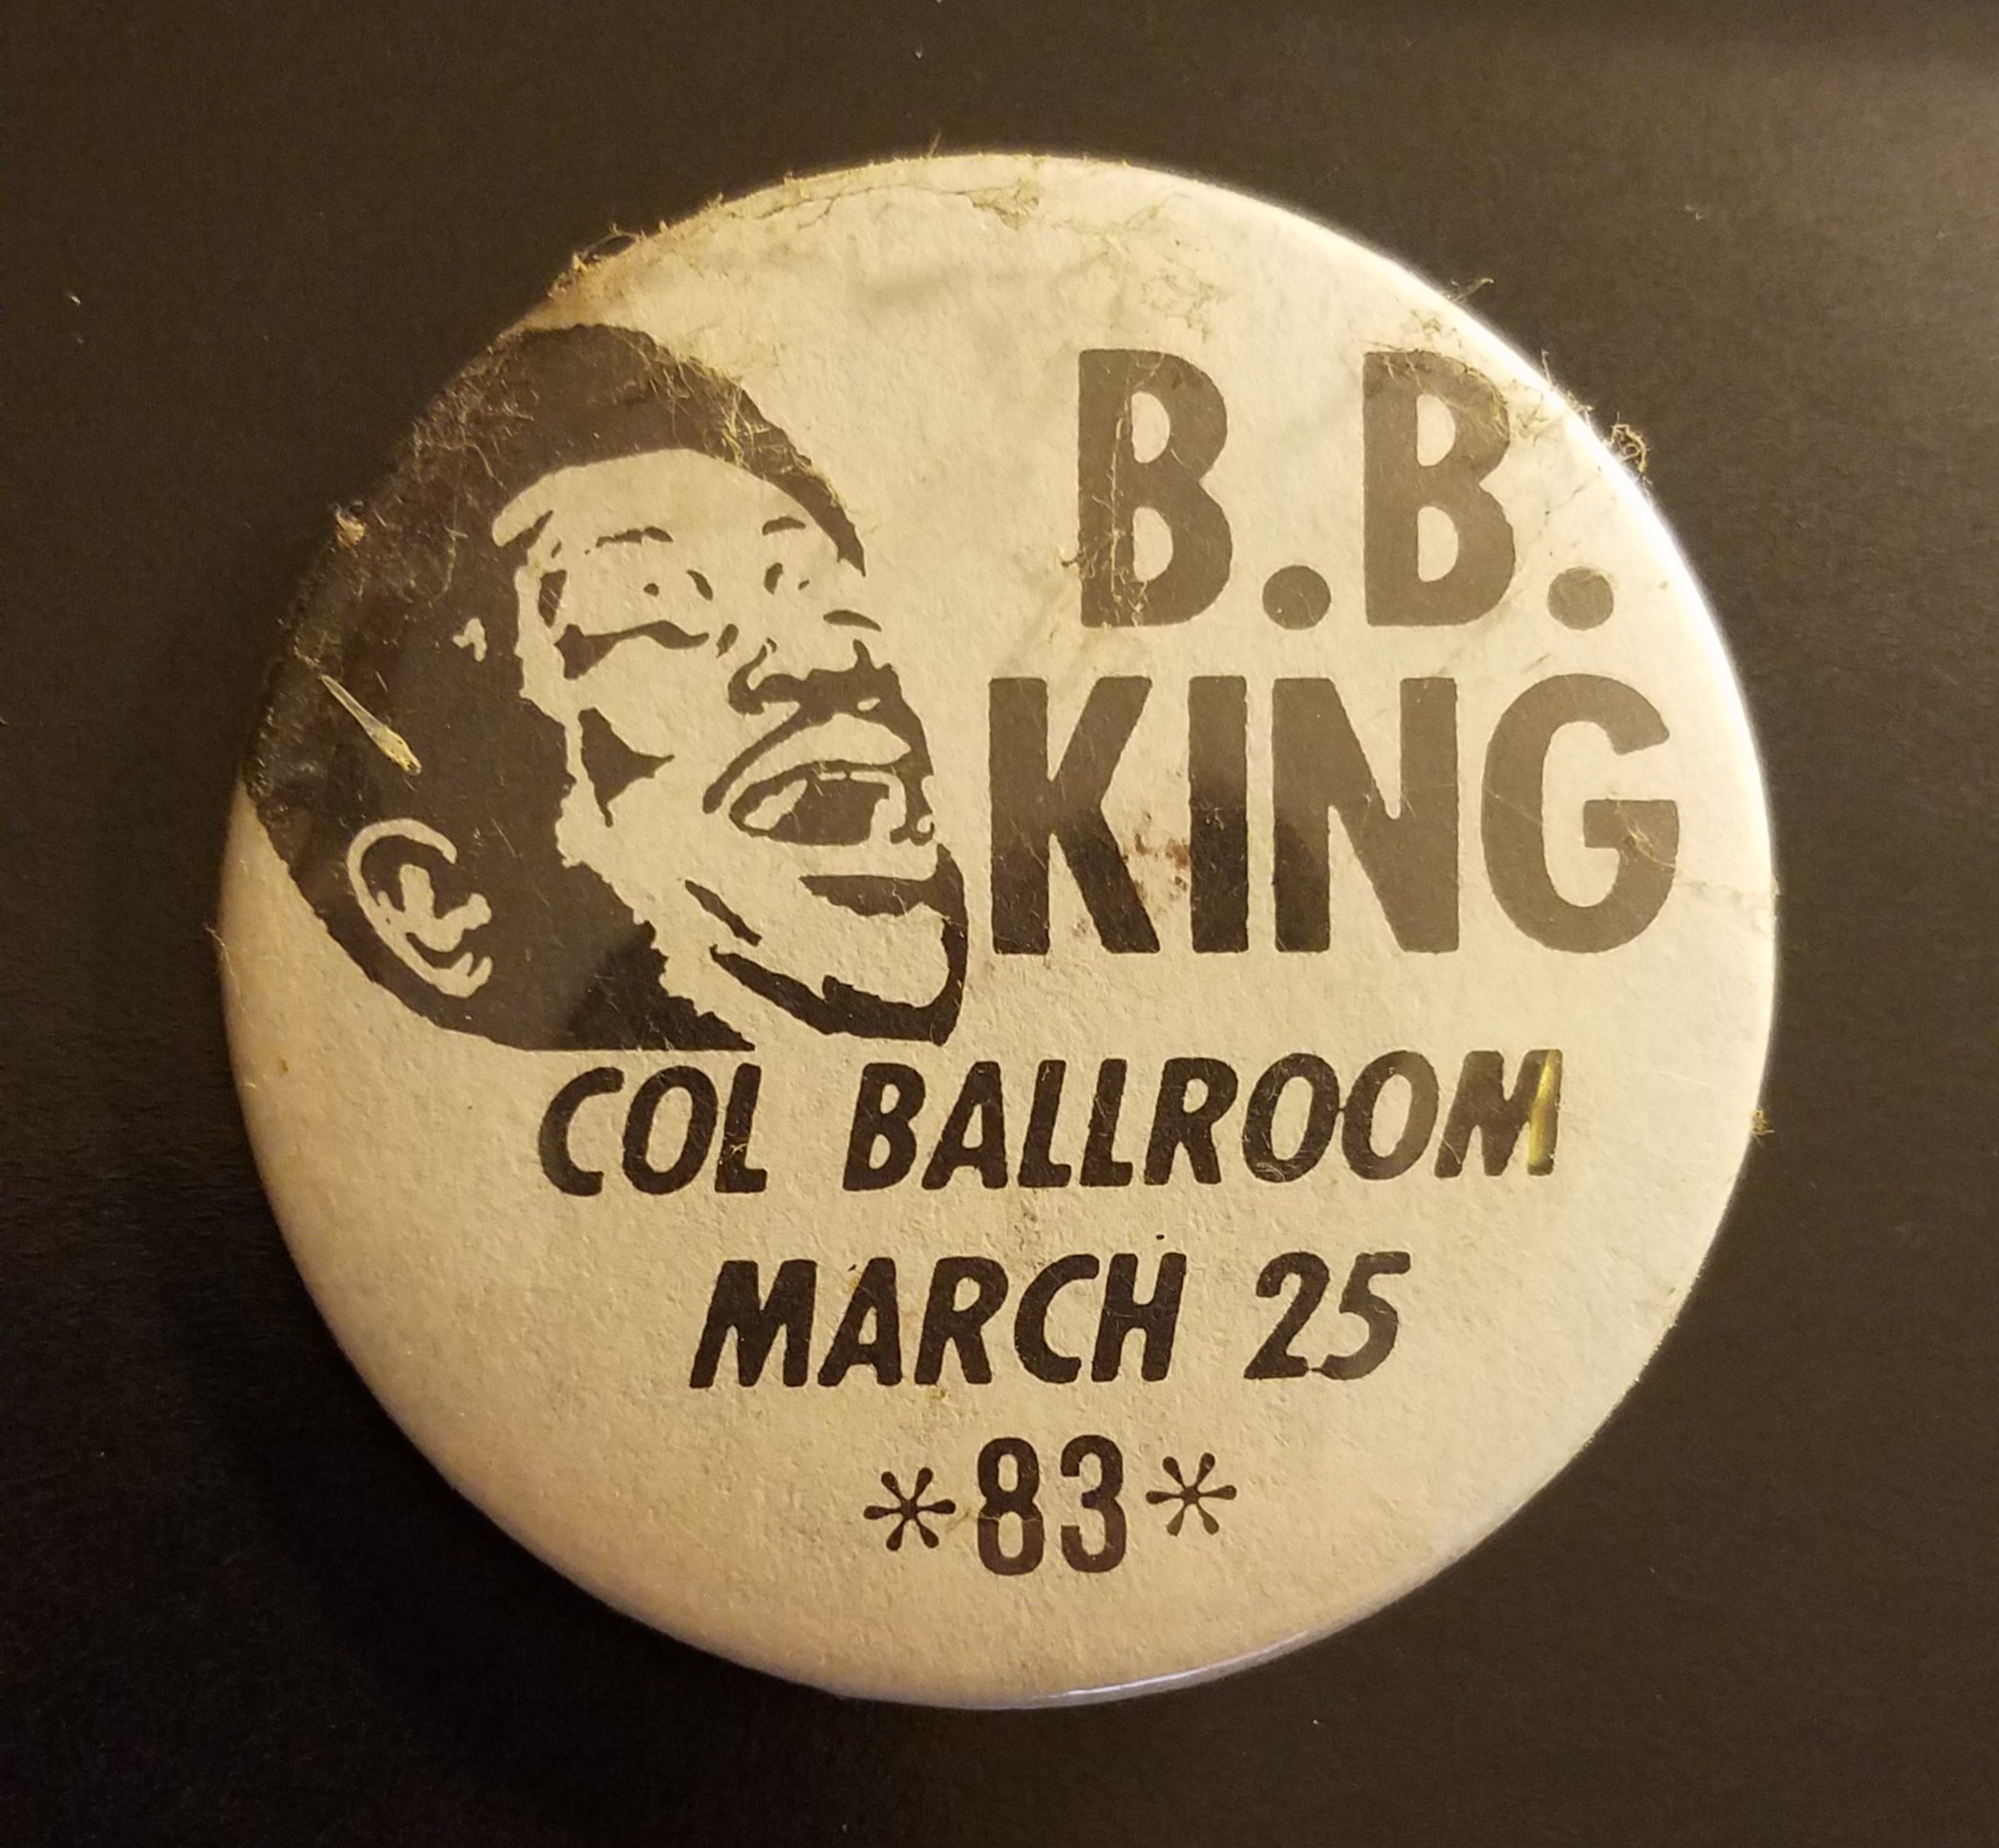 B.B.
KING
COL BALLROOM
MARCH 25
*83*